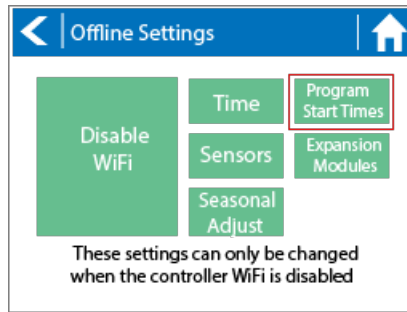 Offline Settings
Disable
WiFi
Time
Program
Start Times
Sensors
Expansion
Modules
Seasonal
Adjust
These settings can only be changed
when the controller WiFi is disabled